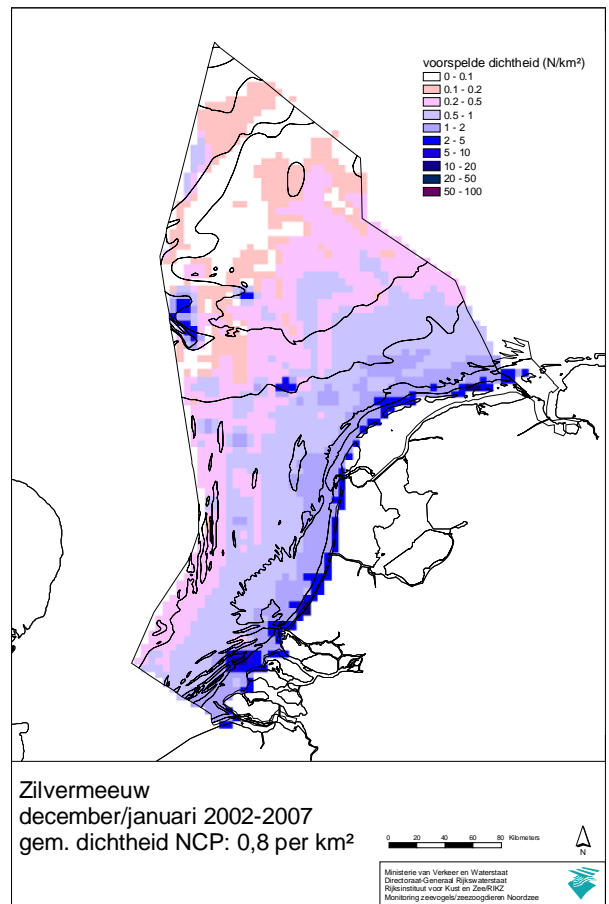 voorspelde dichtheid (N/km²)
0 - 0.1
0.1 - 0.2
0.2 - 0.5
0.5 - 1
1 - 2
2 - 5
5 - 10
10 - 20
20 - 50
50 - 100
Zilvermeeuw
december/januari 2002-2007
gem. dichtheid NCP: 0,8 per km²
0 20 40 60 80 Kilometers
N
Ministerie van Verkeer en Waterstaat
Directoraat-Generaal Rijkswaterstaat
Rijksinstituut voor Kust en Zee/RIKZ
Monitoring zeevogels/zeezoogdieren Noordzee